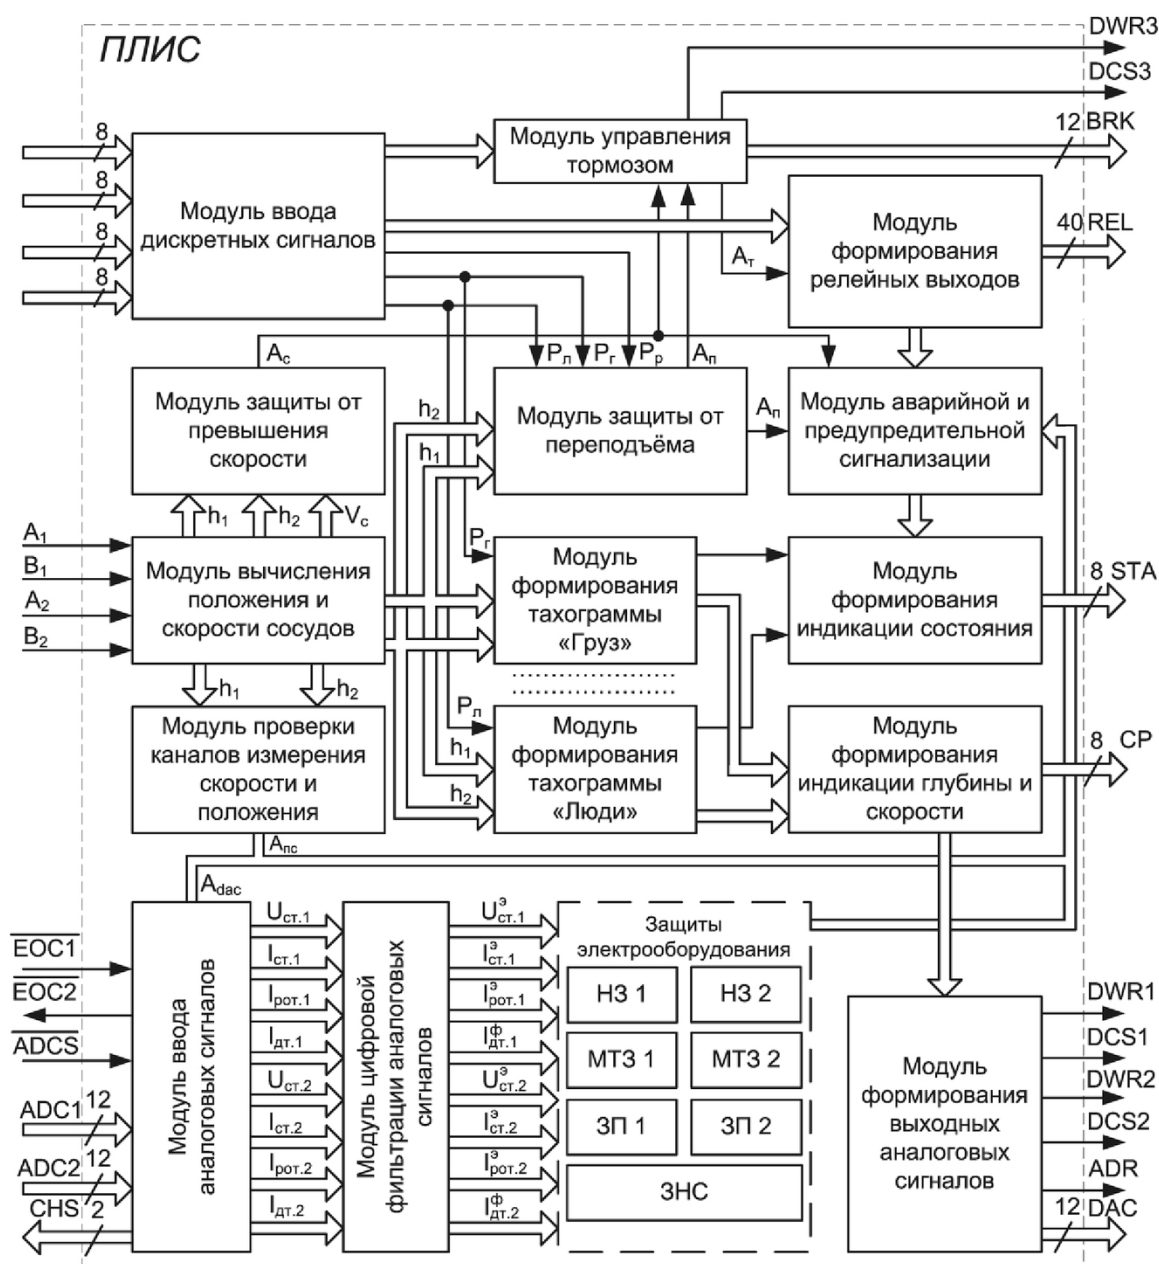 ПЛИС
DWR3
DCS3
12 BRK
8
8
8
8
Модуль ввода
дискретных сигналов
Модуль управления
тормозом
Модуль
формирования
релейных выходов
40 REL
Aт
Aс
Pл
Pг
Pр
Aп
Модуль защиты от
превышения
скорости
h2
h1
Модуль защиты от
переподъёма
Aп
Модуль аварийной и
предупредительной
сигнализации
h1
h2
Vс
A1
B1
A2
B2
Модуль вычисления
положения и
скорости сосудов
Pг
Модуль
формирования
тахограммы
«Груз»
Модуль
формирования
индикации состояния
8 STA
h1
h2
Модуль проверки
каналов измерения
скорости и
положения
Pл
h1
h2
Модуль
формирования
тахограммы
«Люди»
Модуль
формирования
индикации глубины и
скорости
8 CP
Aпс
Adac
EOC1
EOC2
ADCS
ADC1 12
ADC2 12
CHS 2
Модуль ввода
аналоговых сигналов
Uст.1
Iст.1
Iрот.1
Iдт.1
Uст.2
Iст.2
Iрот.2
Iдт.2
Модуль цифровой
фильтрации аналоговых
сигналов
Uэст.1
Iэст.1
Iэрот.1
Iфдт.1
Uэст.2
Iэст.2
Iэрот.2
Iфдт.2
Защиты
электрооборудования
НЗ 1
НЗ 2
МТЗ 1
МТЗ 2
ЗП 1
ЗП 2
ЗНС
Модуль
формирования
выходных
аналоговых
сигналов
DWR1
DCS1
DWR2
DCS2
ADR
12 DAC